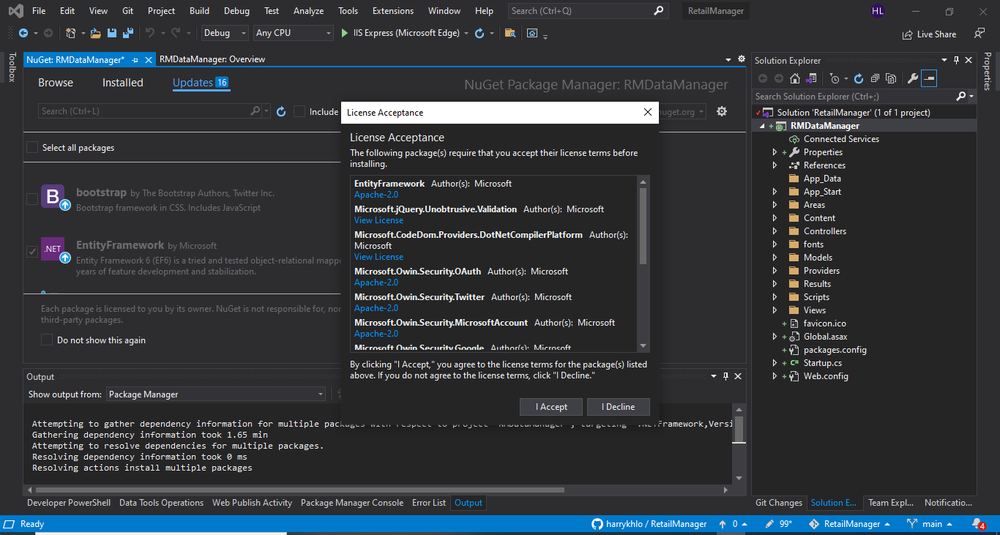 File Edit View Git Project Build Debug Test Analyze Tools Extensions Window Help Search (Ctrl+Q) RetailManager HL
Debug Any CPU IIS Express (Microsoft Edge) Live Share
Toolbox
NuGet: RMDataManager* RMDataManager: Overview
Browse Installed Updates 16 NuGet Package Manager: RMDataManager
Search (Ctrl+L) Include nuget.org
Select all packages
B bootstrap by The Bootstrap Authors, Twitter Inc.
Bootstrap framework in CSS. Includes JavaScript
.NET EntityFramework by Microsoft
Entity Framework 6 (EF6) is a tried and tested object-relational mapp
years of feature development and stabilization.
Each package is licensed to you by its owner. NuGet is not responsible for, nor
third-party packages.
Do not show this again
License Acceptance
License Acceptance
The following package(s) require that you accept their license terms before
installing.
EntityFramework Author(s): Microsoft
Apache-2.0
Microsoft.jQuery.Unobtrusive.Validation Author(s): Microsoft
View License
Microsoft.CodeDom.Providers.DotNetCompilerPlatform Author(s):
Microsoft
View License
Microsoft.Owin.Security.OAuth Author(s): Microsoft
Apache-2.0
Microsoft.Owin.Security.Twitter Author(s): Microsoft
Apache-2.0
Microsoft.Owin.Security.MicrosoftAccount Author(s): Microsoft
Apache-2.0
Microsoft.Owin.Security.Google Author(s): Microsoft
By clicking "I Accept," you agree to the license terms for the package(s) listed
above. If you do not agree to the license terms, click "I Decline."
I Accept I Decline
Output
Show output from: Package Manager
Attempting to gather dependency information for multiple packages with respect to project 'RMDataManager', targeting '.NETFramework,Versi
Gathering dependency information took 1.65 min
Attempting to resolve dependencies for multiple packages.
Resolving dependency information took 0 ms
Resolving actions install multiple packages
Developer PowerShell Data Tools Operations Web Publish Activity Package Manager Console Error List Output
Solution Explorer
Search Solution Explorer (Ctrl+;)
Solution 'RetailManager' (1 of 1 project)
RMDataManager
Connected Services
Properties
References
App_Data
App_Start
Areas
Content
Controllers
fonts
Models
Providers
Results
Scripts
Views
favicon.ico
Global.asax
packages.config
C# Startup.cs
Web.config
Git Changes Solution E... Team Expl... Notificatio...
Properties
Ready harrykhlo / RetailManager 0 99* RetailManager main 4